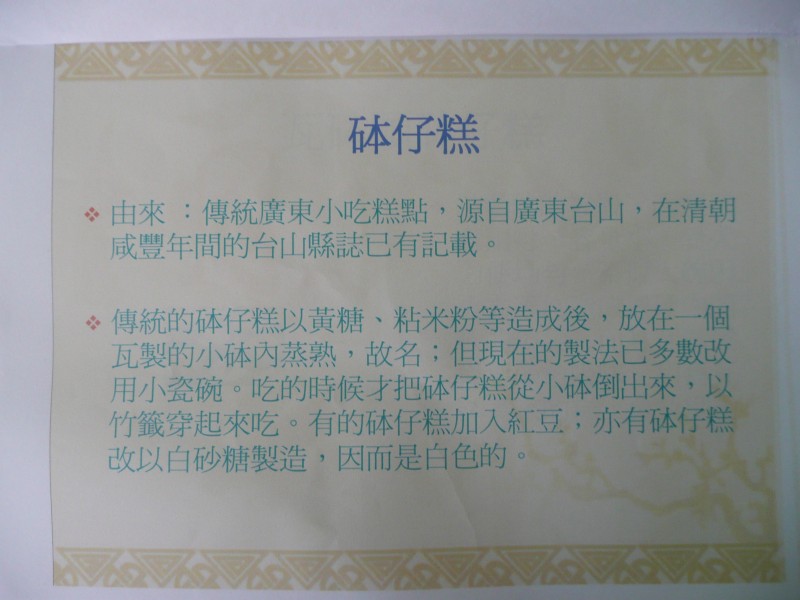 砵仔糕
由來：傳統廣東小吃糕點，源自廣東台山，在清朝
咸豐年間的台山縣誌已有記載。
傳統的砵仔糕以黃糖、粘米粉等造成後，放在一個
瓦製的小砵內蒸熟，故名；但現在的製法已多數改
用小瓷碗。吃的時候才把砵仔糕從小砵倒出來，以
竹籤穿起來吃。有的砵仔糕加入紅豆；亦有砵仔糕
改以白砂糖製造，因而是白色的。